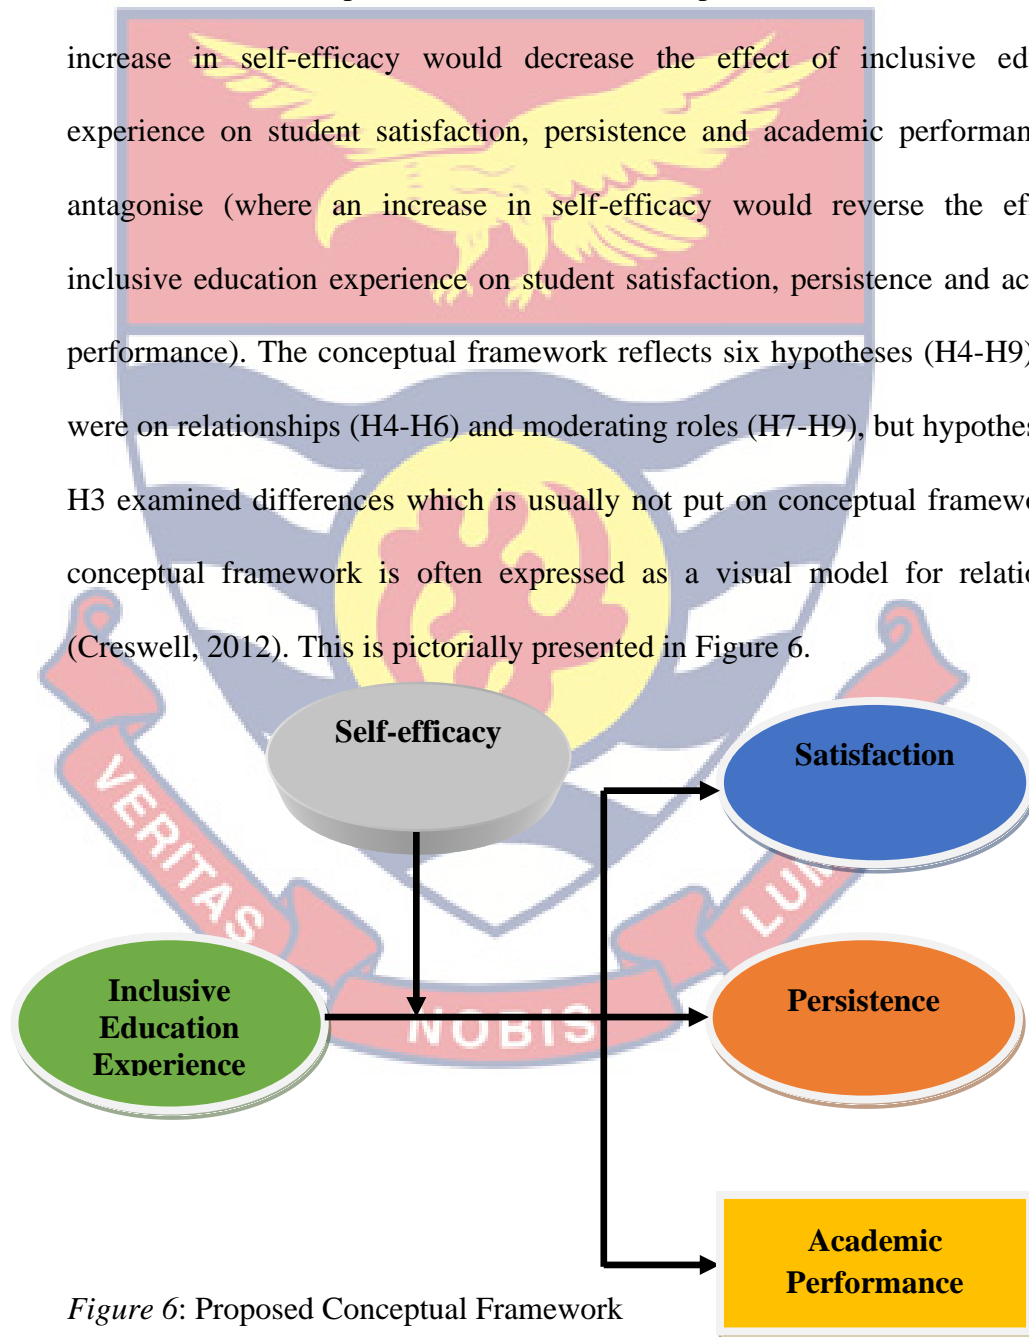 increase in self-efficacy would decrease the effect of inclusive ed
experience on student satisfaction, persistence and academic performan
antagonise (where an increase in self-efficacy would reverse the ef
inclusive education experience on student satisfaction, persistence and ac
performance). The conceptual framework reflects six hypotheses (H4-H9)
were on relationships (H4-H6) and moderating roles (H7-H9), but hypothes
H3 examined differences which is usually not put on conceptual framew
conceptual framework is often expressed as a visual model for relatio
(Creswell, 2012). This is pictorially presented in Figure 6.
Self-efficacy
Satisfaction
VERITAS
LUM
Inclusive
Education
Experience
NOBIS
Persistence
Academic
Performance
Figure 6: Proposed Conceptual Framework